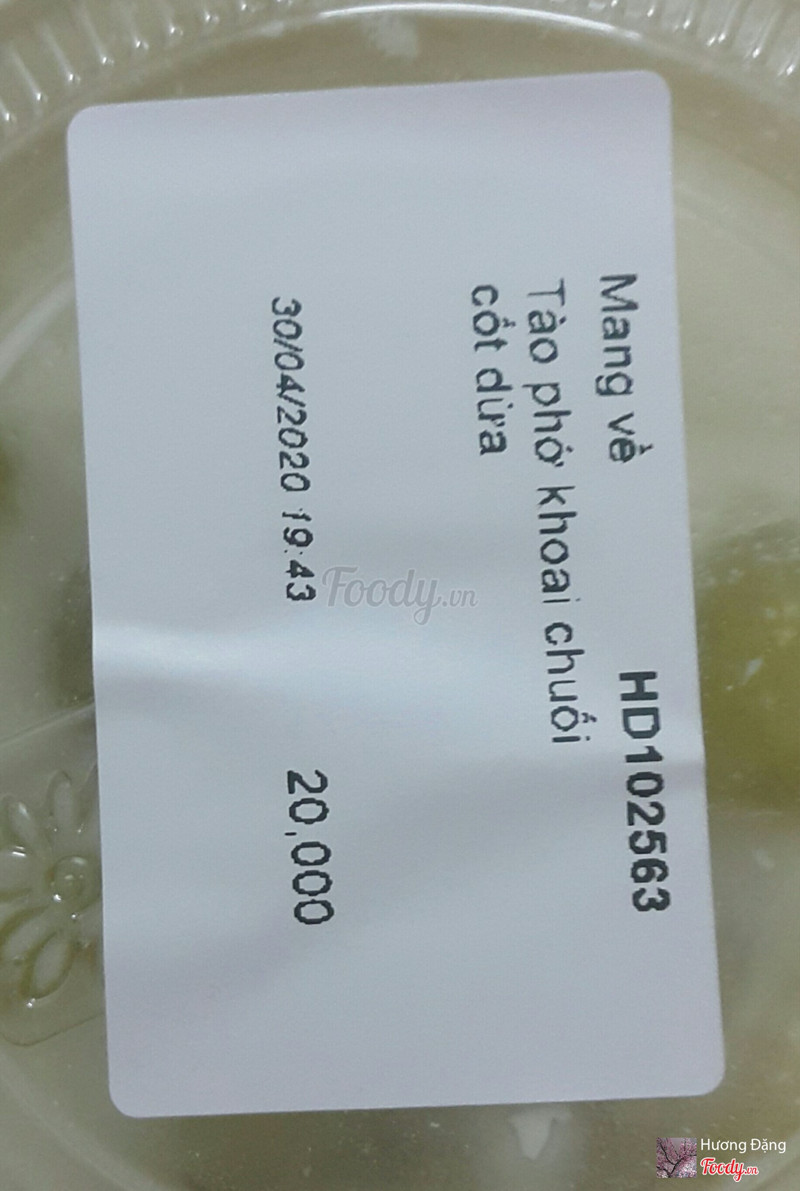 Mang về HD102563
Tào phớ khoai chuối
cốt dừa
30/04/2020 19:43 20,000
Foody.vn
Hương Đặng
Foody.vn